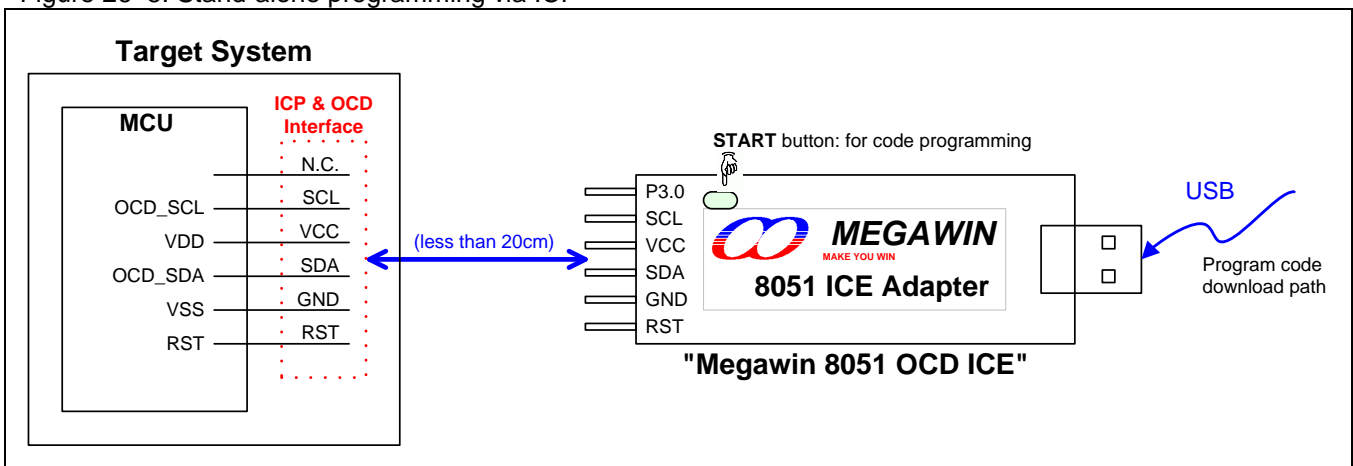 Figure 28–3. Stand-alone programming via ICP
Target System
MCU
ICP & OCD
Interface
N.C.
OCD_SCL
SCL
VDD
VCC
OCD_SDA
SDA
VSS
GND
RST
RST
(less than 20cm)
START button: for code programming
P3.0
SCL
VCC
SDA
GND
RST
MEGAWIN
MAKE YOU WIN
8051 ICE Adapter
"Megawin 8051 OCD ICE"
USB
Program code
download path